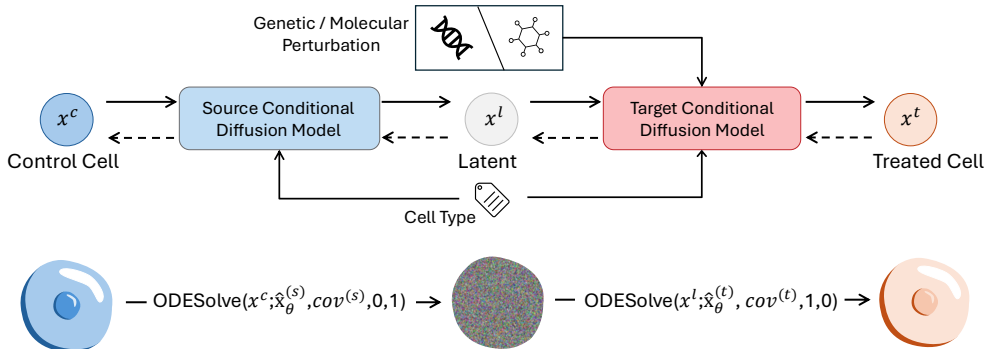 Genetic / Molecular
Perturbation
x^c
Source Conditional
Diffusion Model
x^l
Target Conditional
Diffusion Model
x^t
Control Cell
Latent
Treated Cell
Cell Type
ODESolve(x^c;x̂_θ^(s),cov^(s),0,1)
ODESolve(x^l;x̂_θ^(t), cov^(t),1,0)